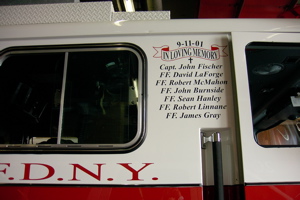 9-11-01
IN LOVING MEMORY
Capt. John Fischer
FF. David LaForge
FF. Robert McMahon
FF. John Burnside
FF. Sean Hanley
FF. Robert Linnane
FF. James Gray
F.D.N.Y.